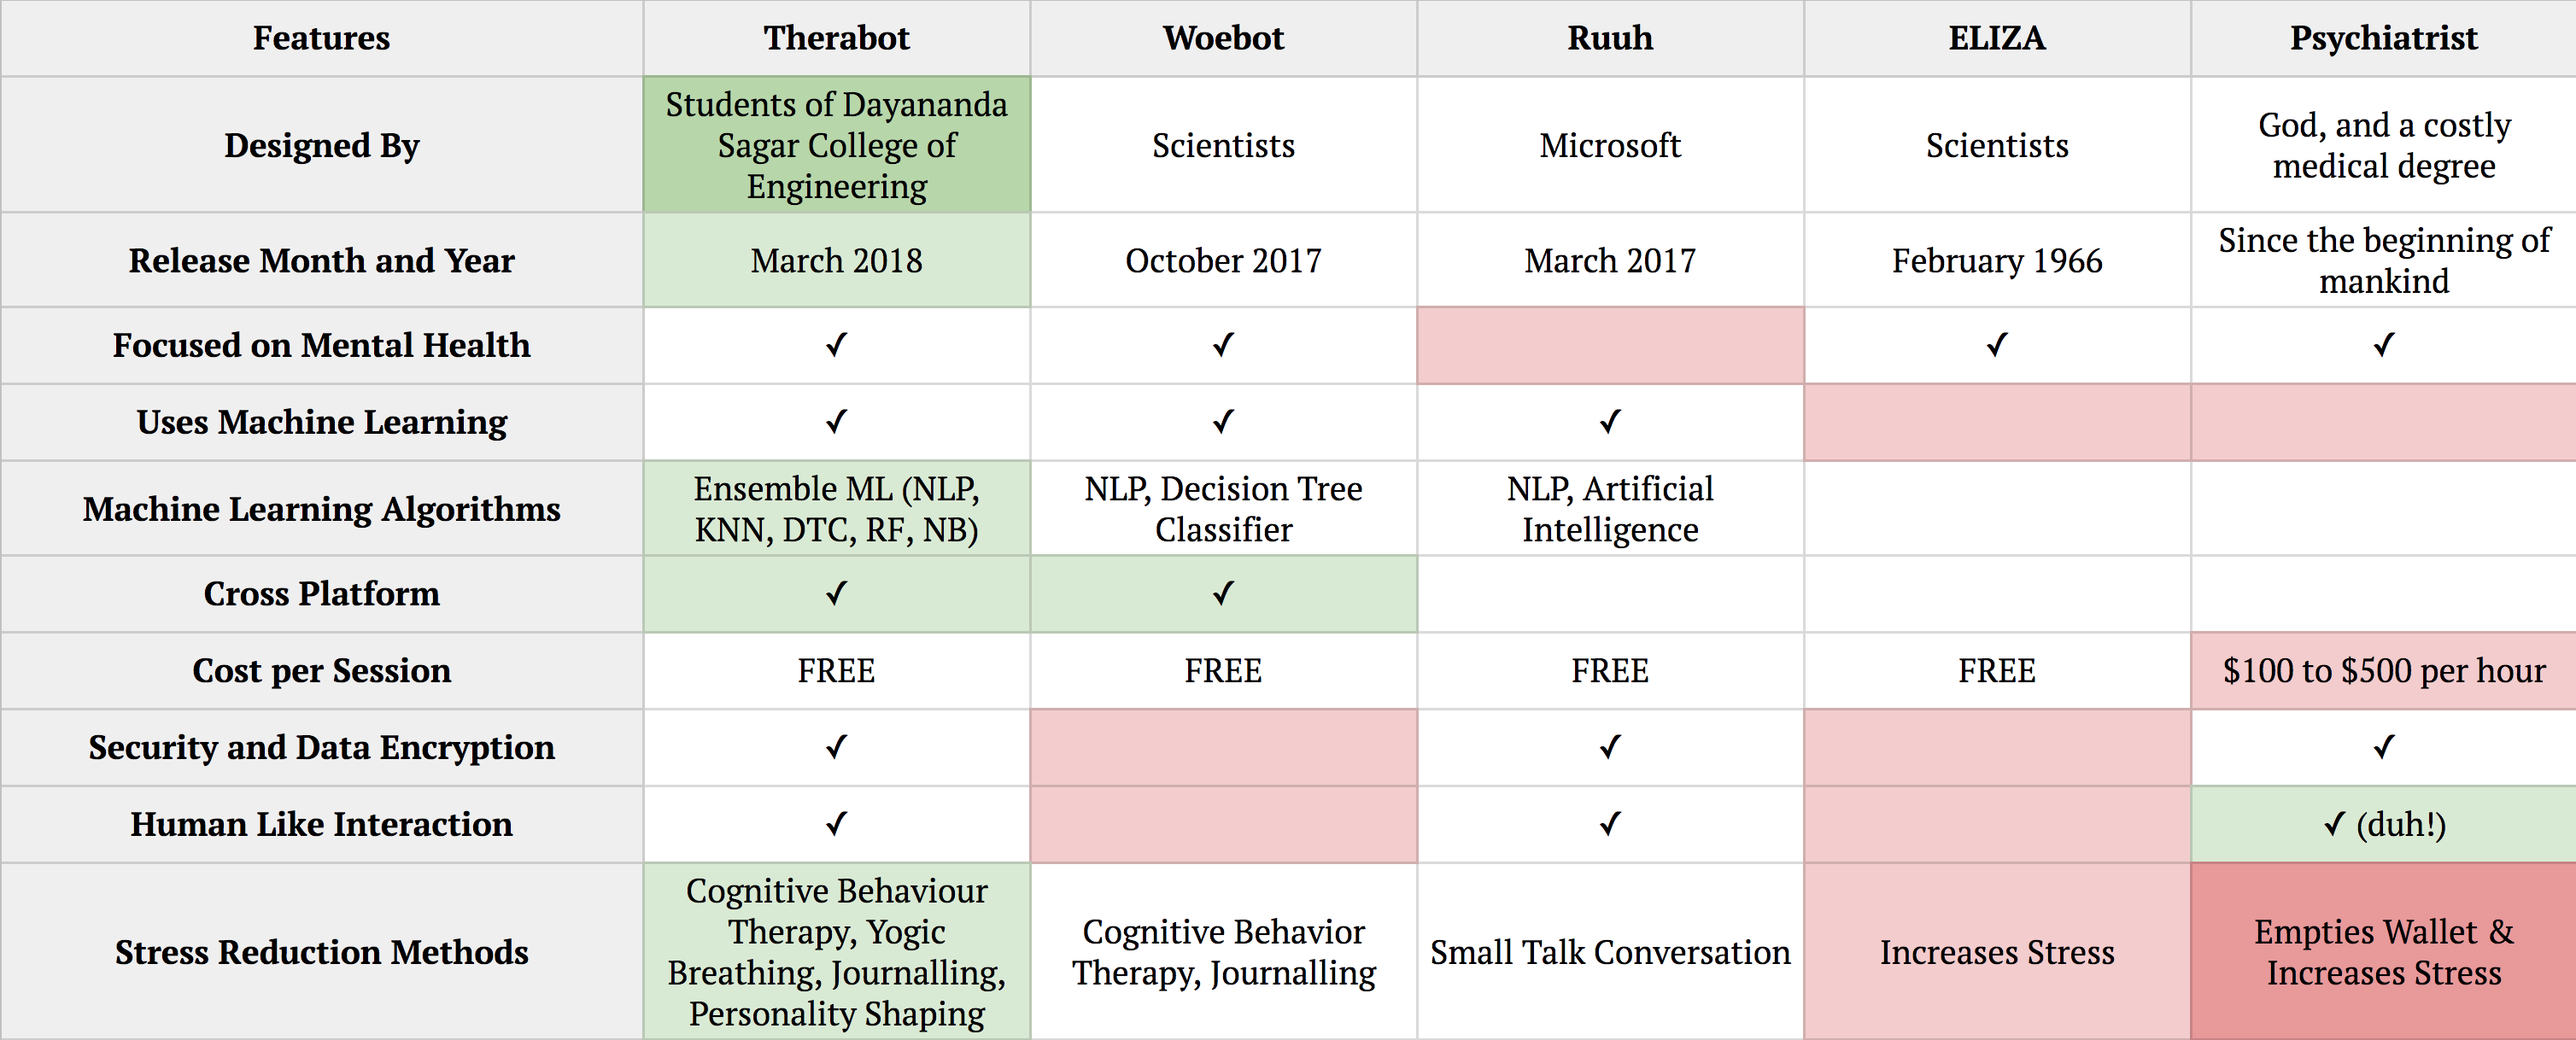 Features Therabot Woebot Ruuh ELIZA Psychiatrist
Designed By
Students of Dayananda
Sagar College of
Engineering
Scientists
Microsoft
Scientists
God, and a costly
medical degree
Release Month and Year
March 2018
October 2017
March 2017
February 1966
Since the beginning of
mankind
Focused on Mental Health ✓ ✓ ✓ ✓
Uses Machine Learning ✓ ✓ ✓
Machine Learning Algorithms
Ensemble ML (NLP,
KNN, DTC, RF, NB)
NLP, Decision Tree
Classifier
NLP, Artificial
Intelligence
Cross Platform ✓ ✓
Cost per Session FREE FREE FREE FREE $100 to $500 per hour
Security and Data Encryption ✓ ✓ ✓
Human Like Interaction ✓ ✓ ✓ (duh!)
Stress Reduction Methods
Cognitive Behaviour
Therapy, Yogic
Breathing, Journalling,
Personality Shaping
Cognitive Behavior
Therapy, Journalling
Small Talk Conversation
Increases Stress
Empties Wallet &
Increases Stress